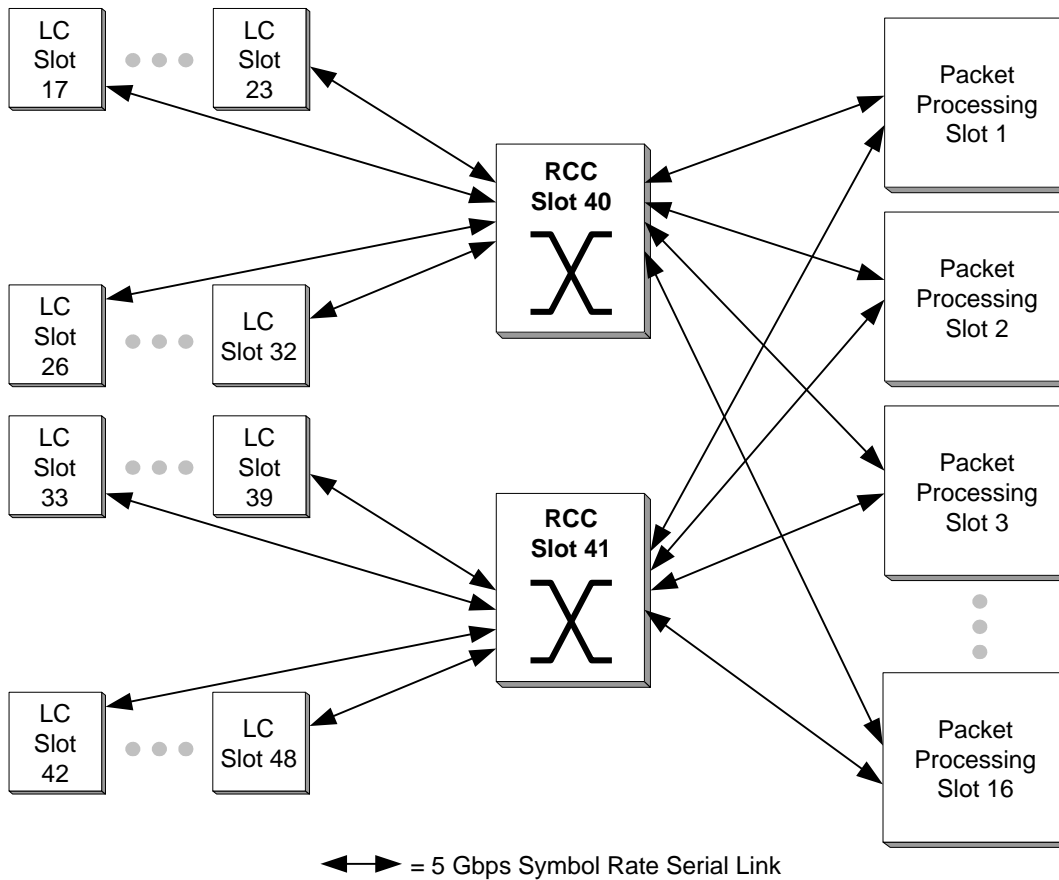 LC
Slot
17
LC
Slot
23
Packet
Processing
Slot 1
RCC
Slot 40
Packet
Processing
Slot 2
LC
Slot
26
LC
Slot 32
LC
Slot
33
LC
Slot
39
Packet
Processing
Slot 3
RCC
Slot 41
LC
Slot
42
LC
Slot 48
Packet
Processing
Slot 16
= 5 Gbps Symbol Rate Serial Link